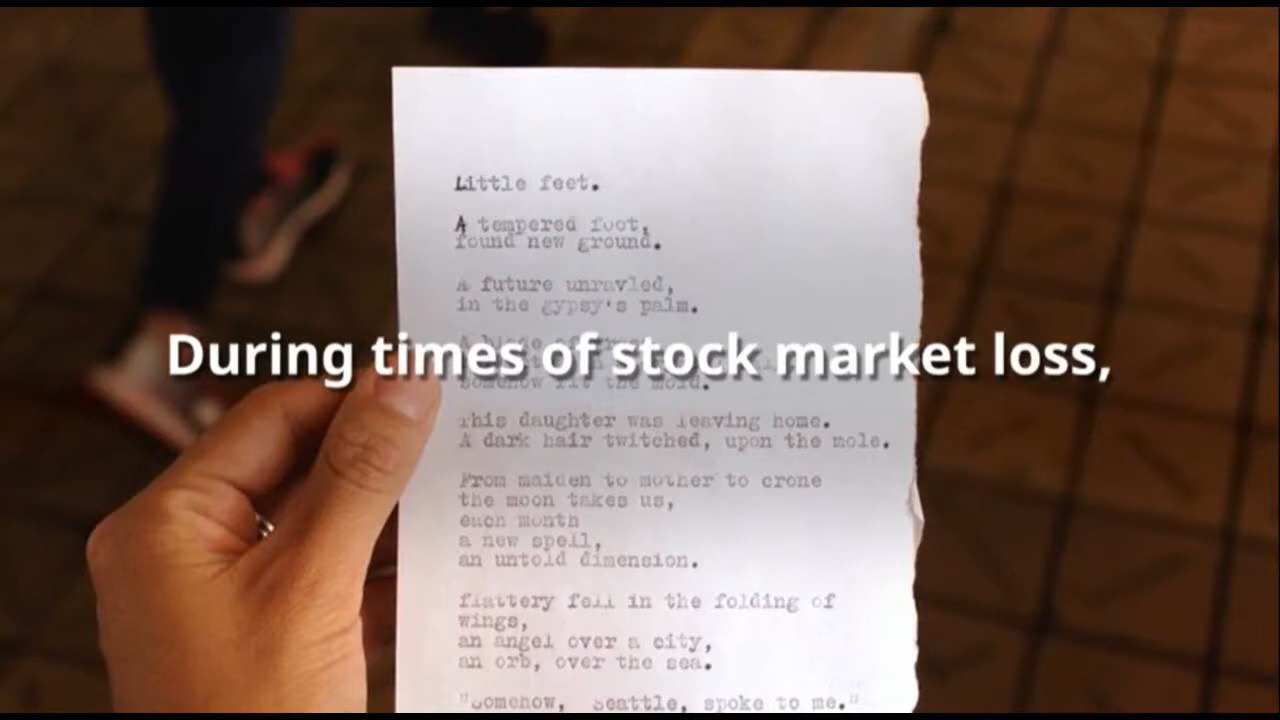 Little feet.
A tempered foot,
found new ground.
A future unravled,
in the gypsy's palm.
During times of stock market loss,
somehow fit the mold.
This daughter was leaving home.
A dark hair twitched, upon the mole.
From maiden to mother to crone
the moon takes us,
each month
a new spell,
an untold dimension.
flattery fell in the folding of
wings,
an angel over a city,
an orb, over the sea.
"Somehow, Seattle, spoke to me."